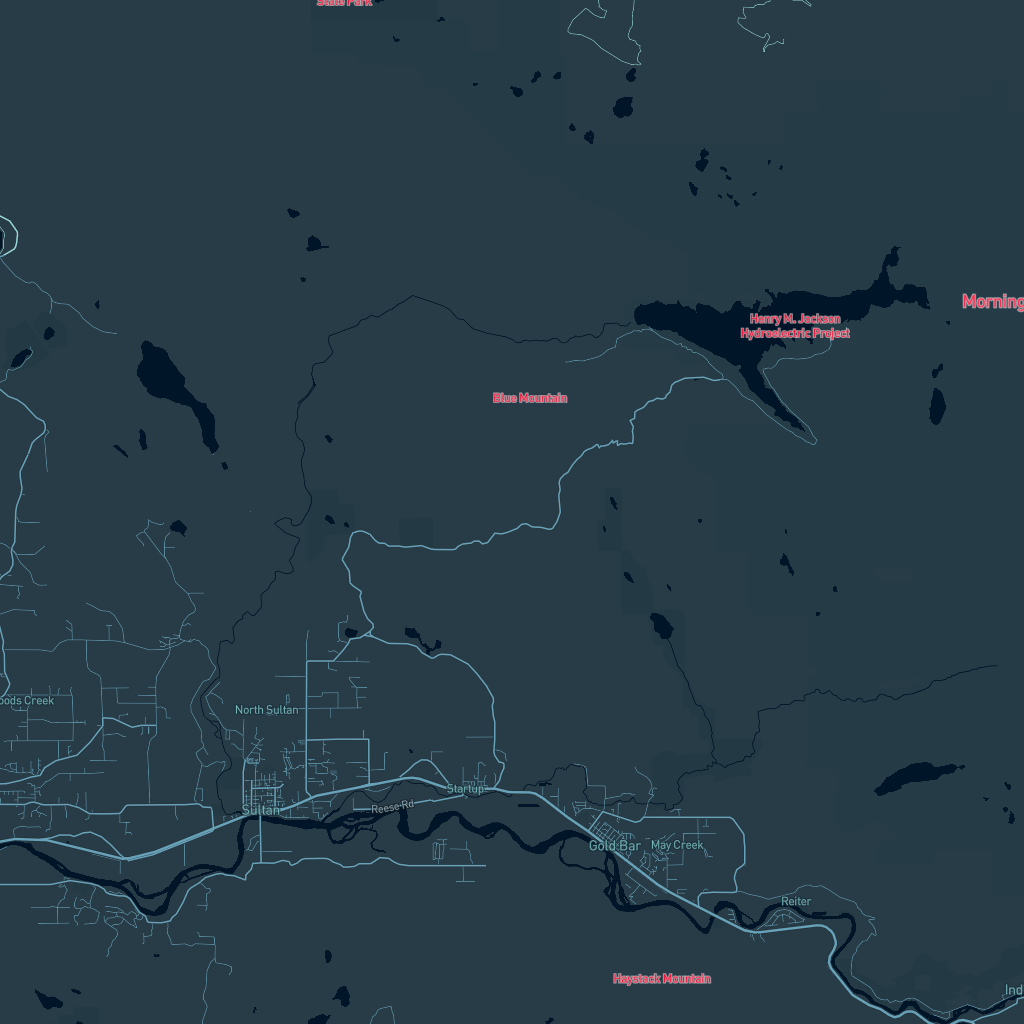 State Park
Morning
Henry M. Jackson
Hydroelectric Project
Blue Mountain
oods Creek
North Sultan
Startup
Reese Rd
Sultan
Gold Bar
May Creek
Reiter
Haystack Mountain
Ind